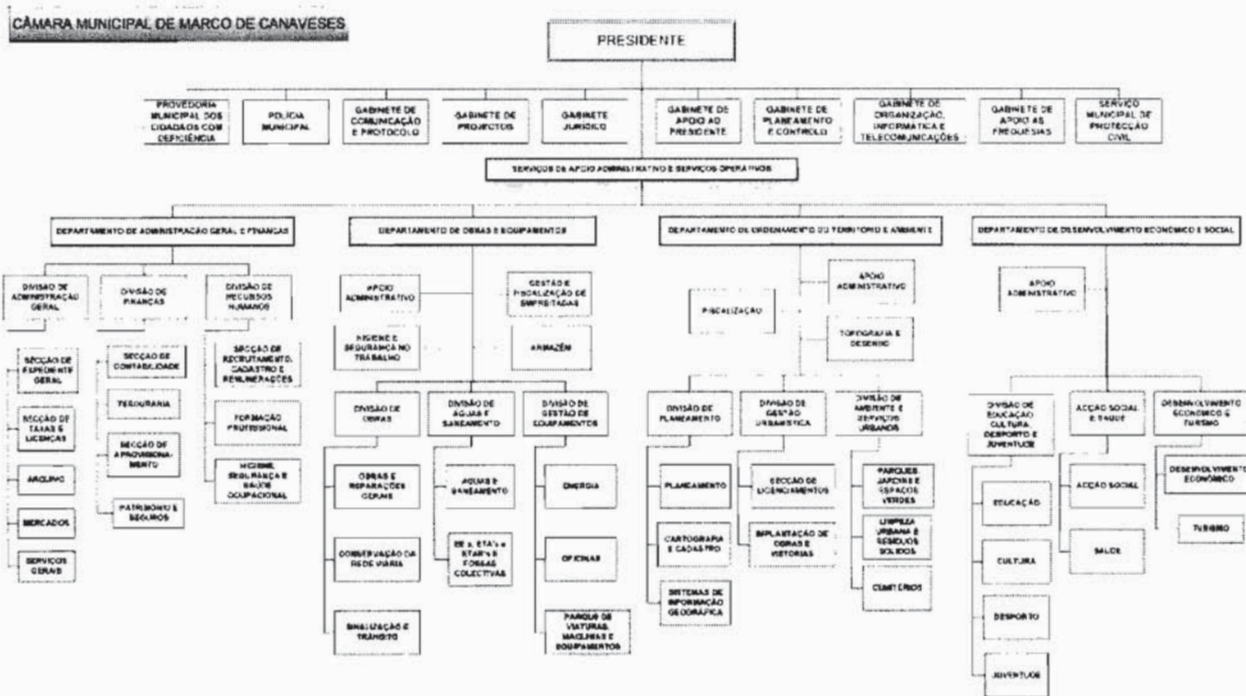 CÂMARA MUNICIPAL DE MARCO DE CANAVESES
PRESIDENTE
PROVEDORIA
MUNICIPAL DOS
CIDADÃOS COM
DEFICIÊNCIA
POLÍCIA
MUNICIPAL
GABINETE DE
COMUNICAÇÃO
E PROTOCOLO
GABINETE DE
PROJECTOS
GABINETE
JURÍDICO
GABINETE DE
APOIO AO
PRESIDENTE
GABINETE DE
PLANEAMENTO
E CONTROLO
GABINETE DE
ORGANIZAÇÃO,
INFORMÁTICA E
TELECOMUNICAÇÕES
GABINETE DE
APOIO ÀS
FREGUESIAS
SERVIÇO
MUNICIPAL DE
PROTECÇÃO
CIVIL
SERVIÇOS DE APOIO ADMINISTRATIVO E SERVIÇOS OPERATIVOS
DEPARTAMENTO DE ADMINISTRAÇÃO GERAL E FINANÇAS
DEPARTAMENTO DE OBRAS E EQUIPAMENTOS
DEPARTAMENTO DE ORDENAMENTO DO TERRITÓRIO E AMBIENTE
DEPARTAMENTO DE DESENVOLVIMENTO ECONÓMICO E SOCIAL
DIVISÃO DE
ADMINISTRAÇÃO
GERAL
DIVISÃO DE
FINANÇAS
DIVISÃO DE
RECURSOS
HUMANOS
SECÇÃO DE
EXPEDIENTE
GERAL
SECÇÃO DE
TAXAS E
LICENÇAS
ARQUIVO
MERCADOS
SERVIÇOS
GERAIS
SECÇÃO DE
CONTABILIDADE
TESOURARIA
SECÇÃO DE
APROVISIONA-
MENTO
PATRIMÓNIO E
SEGUROS
SECÇÃO DE
RECRUTAMENTO,
CADASTRO E
REMUNERAÇÕES
FORMAÇÃO
PROFISSIONAL
HIGIENE,
SEGURANÇA E
SAÚDE
OCUPACIONAL
APOIO
ADMINISTRATIVO
GESTÃO E
FISCALIZAÇÃO DE
EMPREITADAS
HIGIENE E
SEGURANÇA NO
TRABALHO
ARMAZÉM
DIVISÃO DE
OBRAS
DIVISÃO DE
ÁGUAS E
SANEAMENTO
DIVISÃO DE
GESTÃO DE
EQUIPAMENTOS
OBRAS E
REPARAÇÕES
GERAIS
CONSERVAÇÃO DA
REDE VIÁRIA
SINALIZAÇÃO E
TRÂNSITO
ÁGUAS E
SANEAMENTO
EE's, ETA's e
ETAR's e
FOSSAS
COLECTIVAS
ENERGIA
OFICINAS
PARQUE DE
VIATURAS,
MÁQUINAS E
EQUIPAMENTOS
APOIO
ADMINISTRATIVO
FISCALIZAÇÃO
TOPOGRAFIA E
DESENHO
DIVISÃO DE
PLANEAMENTO
DIVISÃO DE
GESTÃO
URBANÍSTICA
DIVISÃO DE
AMBIENTE E
SERVIÇOS
URBANOS
PLANEAMENTO
CARTOGRAFIA
E CADASTRO
SISTEMAS DE
INFORMAÇÃO
GEOGRÁFICA
SECÇÃO DE
LICENCIAMENTOS
IMPLANTAÇÃO DE
OBRAS E
VISTORIAS
PARQUES,
JARDINS E
ESPAÇOS
VERDES
LIMPEZA
URBANA E
RESÍDUOS
SÓLIDOS
CEMITÉRIOS
APOIO
ADMINISTRATIVO
DIVISÃO DE
EDUCAÇÃO
CULTURA,
DESPORTO E
JUVENTUDE
ACÇÃO SOCIAL
E SAÚDE
DESENVOLVIMENTO
ECONÓMICO E
TURISMO
EDUCAÇÃO
CULTURA
DESPORTO
JUVENTUDE
ACÇÃO SOCIAL
SAÚDE
DESENVOLVIMENTO
ECONÓMICO
TURISMO